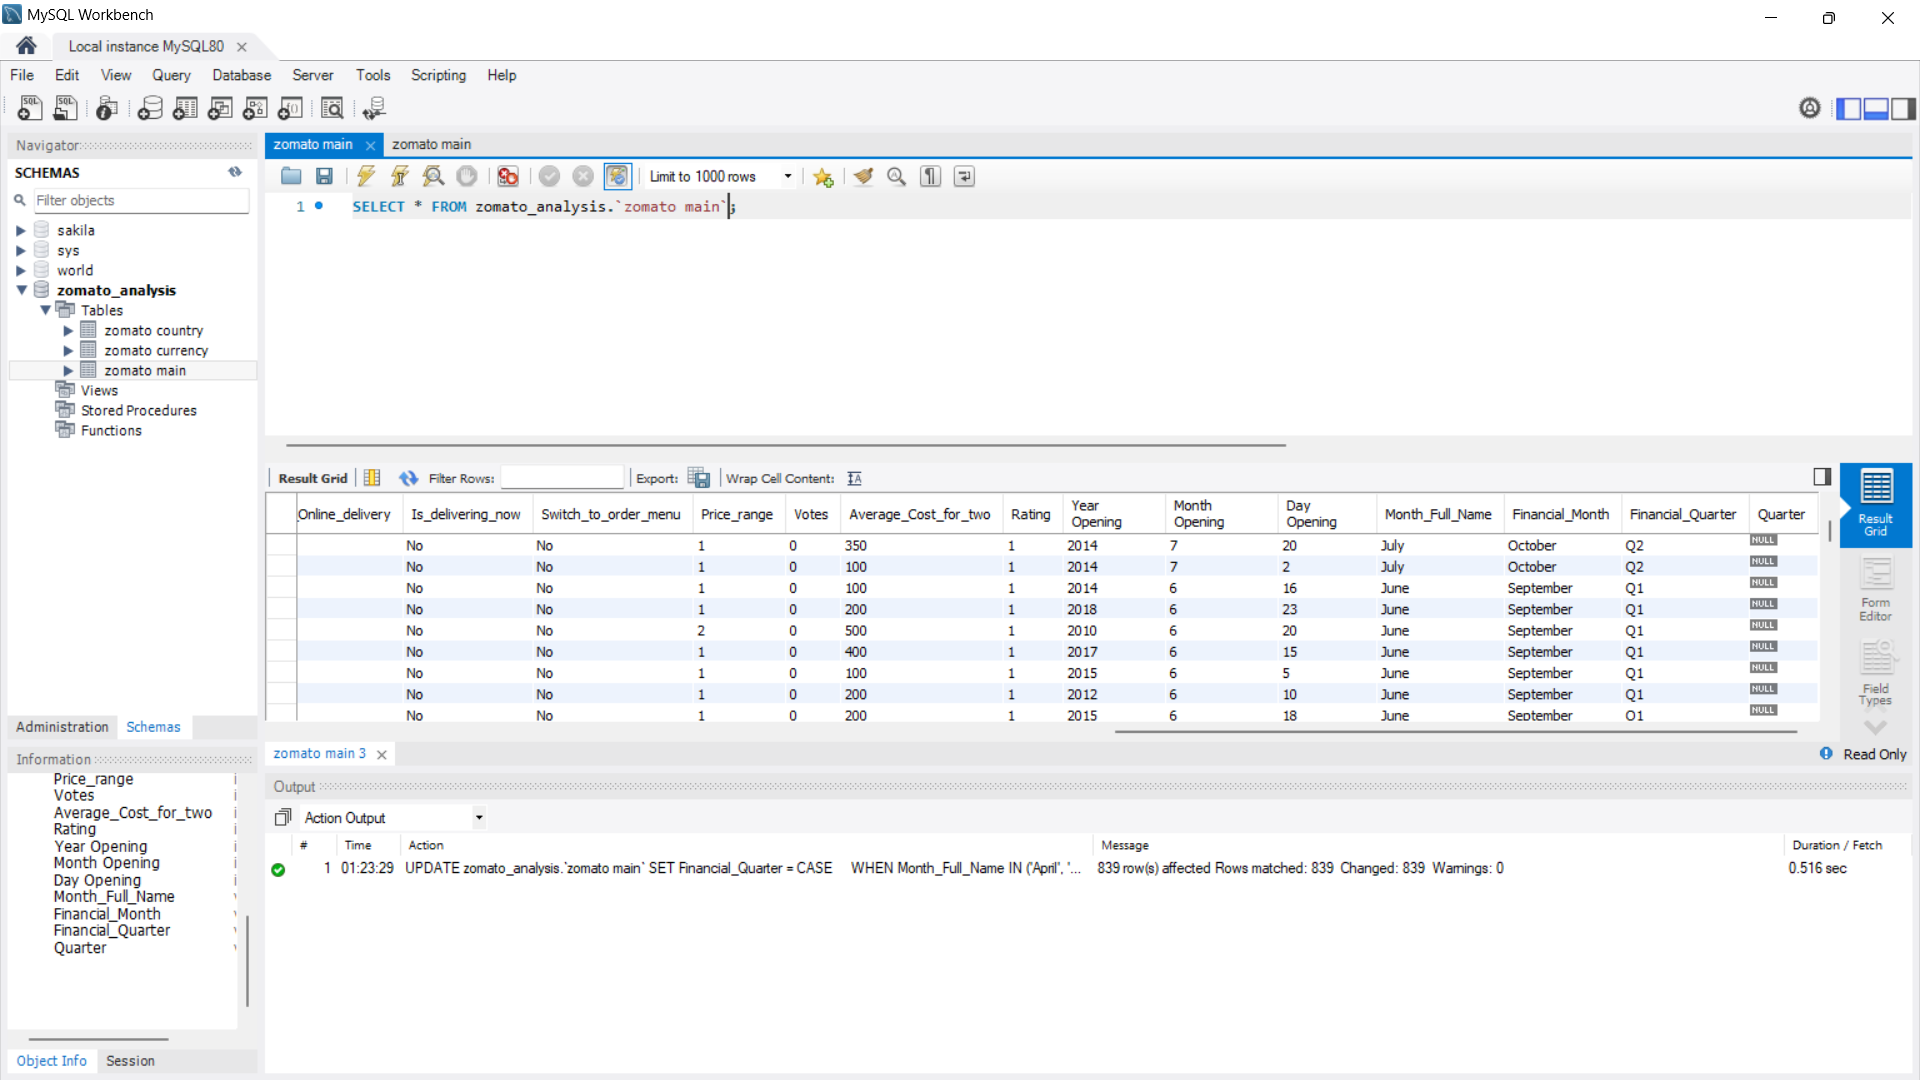 MySQL Workbench
Local instance MySQL80
File Edit View Query Database Server Tools Scripting Help
Navigator
SCHEMAS
Filter objects
sakila
sys
world
zomato_analysis
Tables
zomato country
zomato currency
zomato main
Views
Stored Procedures
Functions
Administration Schemas
Information
Price_range
Votes
Average_Cost_for_two
Rating
Year Opening
Month Opening
Day Opening
Month_Full_Name
Financial_Month
Financial_Quarter
Quarter
Object Info Session
zomato main zomato main
Limit to 1000 rows
1 SELECT * FROM zomato_analysis.`zomato main`;
Result Grid Filter Rows: Export: Wrap Cell Content:
Online_delivery Is_delivering_now Switch_to_order_menu Price_range Votes Average_Cost_for_two Rating Year Opening Month Opening Day Opening Month_Full_Name Financial_Month Financial_Quarter Quarter
No No 1 0 350 1 2014 7 20 July October Q2 NULL
No No 1 0 100 1 2014 7 2 July October Q2 NULL
No No 1 0 100 1 2014 6 16 June September Q1 NULL
No No 1 0 200 1 2018 6 23 June September Q1 NULL
No No 2 0 500 1 2010 6 20 June September Q1 NULL
No No 1 0 400 1 2017 6 15 June September Q1 NULL
No No 1 0 100 1 2015 6 5 June September Q1 NULL
No No 1 0 200 1 2012 6 10 June September Q1 NULL
No No 1 0 200 1 2015 6 18 June September Q1 NULL
Result Grid
Form Editor
Field Types
zomato main 3
Read Only
Output
Action Output
# Time Action Message Duration / Fetch
1 01:23:29 UPDATE zomato_analysis.`zomato main` SET Financial_Quarter = CASE WHEN Month_Full_Name IN ('April', '... 839 row(s) affected Rows matched: 839 Changed: 839 Warnings: 0 0.516 sec